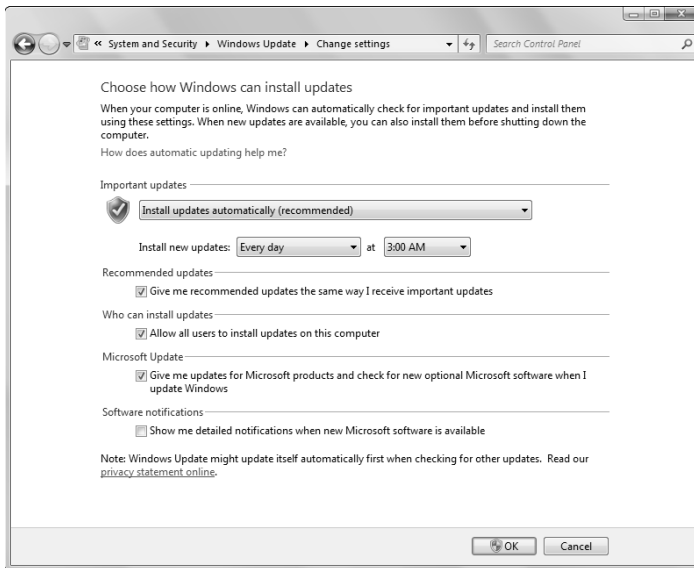 « System and Security ▸ Windows Update ▸ Change settings
Search Control Panel
Choose how Windows can install updates
When your computer is online, Windows can automatically check for important updates and install them
using these settings. When new updates are available, you can also install them before shutting down the
computer.
How does automatic updating help me?
Important updates
Install updates automatically (recommended)
Install new updates: Every day at 3:00 AM
Recommended updates
Give me recommended updates the same way I receive important updates
Who can install updates
Allow all users to install updates on this computer
Microsoft Update
Give me updates for Microsoft products and check for new optional Microsoft software when I
update Windows
Software notifications
Show me detailed notifications when new Microsoft software is available
Note: Windows Update might update itself automatically first when checking for other updates. Read our
privacy statement online.
OK Cancel